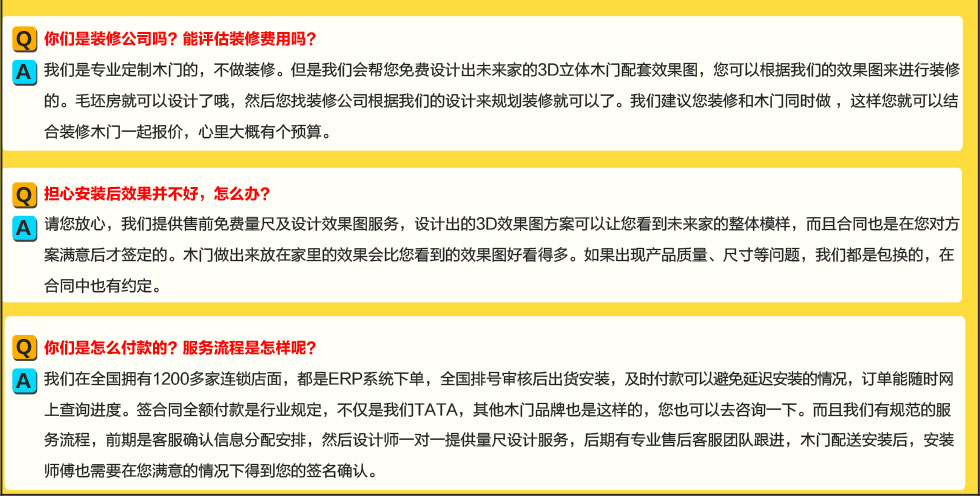 Q 你们是装修公司吗？能评估装修费用吗？
A 我们是专业定制木门的，不做装修。但是我们会帮您免费设计出未来家的3D立体木门配套效果图，您可以根据我们的效果图来进行装修
的。毛坯房就可以设计了哦，然后您找装修公司根据我们的设计来规划装修就可以了。我们建议您装修和木门同时做 ，这样您就可以结
合装修木门一起报价，心里大概有个预算。
Q 担心安装后效果并不好，怎么办？
A 请您放心，我们提供售前免费量尺及设计效果图服务，设计出的3D效果图方案可以让您看到未来家的整体模样，而且合同也是在您对方
案满意后才签定的。木门做出来放在家里的效果会比您看到的效果图好看得多。如果出现产品质量、尺寸等问题，我们都是包换的，在
合同中也有约定。
Q 你们是怎么付款的？服务流程是怎样呢？
A 我们在全国拥有1200多家连锁店面，都是ERP系统下单，全国排号审核后出货安装，及时付款可以避免延迟安装的情况，订单能随时网
上查询进度。签合同全额付款是行业规定，不仅是我们TATA，其他木门品牌也是这样的，您也可以去咨询一下。而且我们有规范的服
务流程，前期是客服确认信息分配安排，然后设计师一对一提供量尺设计服务，后期有专业售后客服团队跟进，木门配送安装后，安装
师傅也需要在您满意的情况下得到您的签名确认。